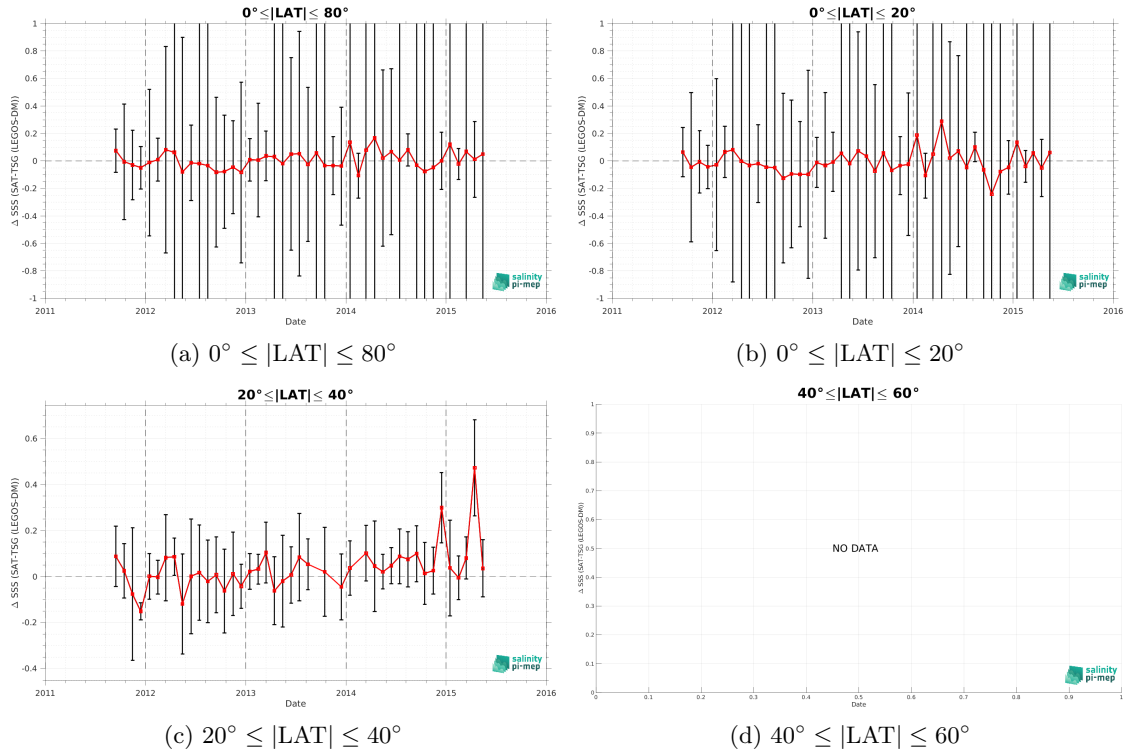 0°≤|LAT|≤ 80°
Δ SSS (SAT-TSG (LEGOS-DM))
1
0.8
0.6
0.4
0.2
0
-0.2
-0.4
-0.6
-0.8
-1
2011
2012
2013
2014
2015
2016
Date
salinity
pi-mep
(a) 0° ≤ |LAT| ≤ 80°
0°≤|LAT|≤ 20°
Δ SSS (SAT-TSG (LEGOS-DM))
1
0.8
0.6
0.4
0.2
0
-0.2
-0.4
-0.6
-0.8
-1
2011
2012
2013
2014
2015
2016
Date
salinity
pi-mep
(b) 0° ≤ |LAT| ≤ 20°
20°≤|LAT|≤ 40°
Δ SSS (SAT-TSG (LEGOS-DM))
0.6
0.4
0.2
0
-0.2
-0.4
2011
2012
2013
2014
2015
2016
Date
salinity
pi-mep
(c) 20° ≤ |LAT| ≤ 40°
40°≤|LAT|≤ 60°
Δ SSS (SAT-TSG (LEGOS-DM))
1
0.9
0.8
0.7
0.6
0.5
0.4
0.3
0.2
0.1
0
NO DATA
0
0.1
0.2
0.3
0.4
0.5
0.6
0.7
0.8
0.9
1
Date
salinity
pi-mep
(d) 40° ≤ |LAT| ≤ 60°